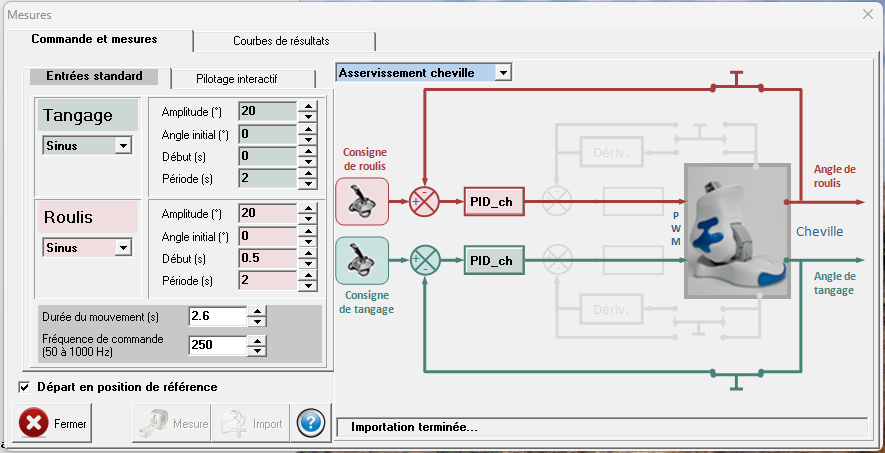 Mesures
Commande et mesures
Courbes de résultats
Entrées standard
Pilotage interactif
Tangage
Sinus
Amplitude (°)
20
Angle initial (°)
0
Début (s)
0
Période (s)
2
Roulis
Sinus
Amplitude (°)
20
Angle initial (°)
0
Début (s)
0.5
Période (s)
2
Durée du mouvement (s)
2.6
Fréquence de commande
(50 à 1000 Hz)
250
Départ en position de référence
Fermer
Mesure
Import
?
Asservissement cheville
Consigne
de roulis
+
-
PID_ch
Dériv.
Angle de
roulis
P
W
M
Cheville
Consigne
de tangage
+
-
PID_ch
Dériv.
Angle de
tangage
Importation terminée...